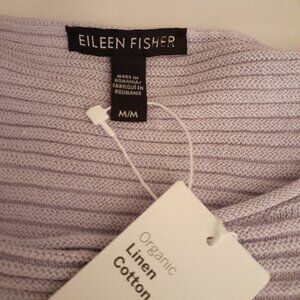 EILEEN FISHER
MADE IN
ROMANIA/
FABRIQUÉ EN
ROUMANIE
M/M
Organic
Linen
Cotton